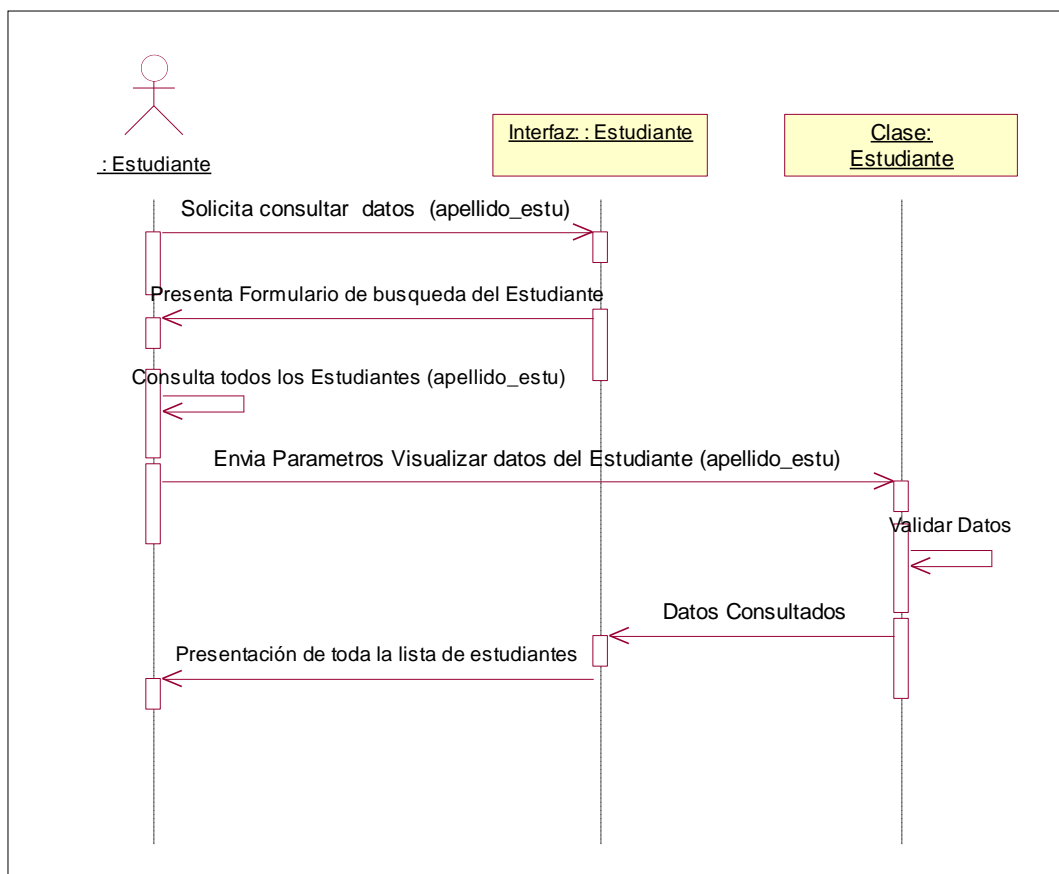 : Estudiante
Interfaz: : Estudiante
Clase:
Estudiante
Solicita consultar datos (apellido_estu)
Presenta Formulario de busqueda del Estudiante
Consulta todos los Estudiantes (apellido_estu)
Envia Parametros Visualizar datos del Estudiante (apellido_estu)
Validar Datos
Datos Consultados
Presentación de toda la lista de estudiantes